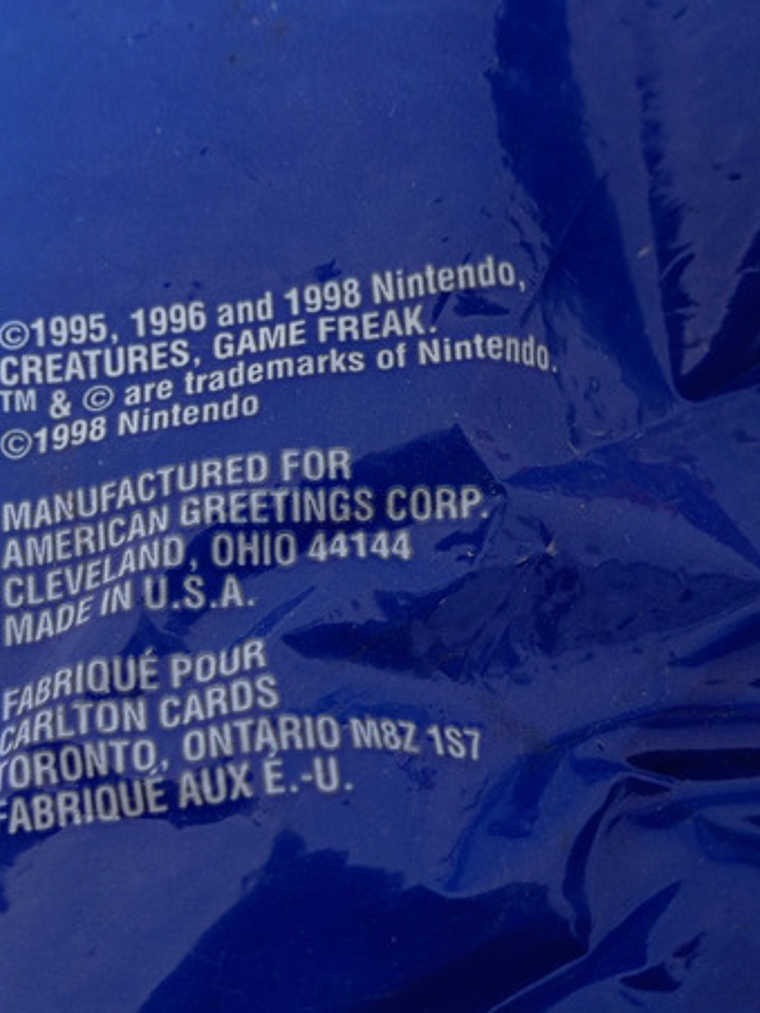 ©1995, 1996 and 1998 Nintendo,
CREATURES, GAME FREAK.
TM & © are trademarks of Nintendo.
©1998 Nintendo
MANUFACTURED FOR
AMERICAN GREETINGS CORP.
CLEVELAND, OHIO 44144
MADE IN U.S.A.
FABRIQUÉ POUR
CARLTON CARDS
TORONTO, ONTARIO M8Z 1S7
FABRIQUÉ AUX É.-U.